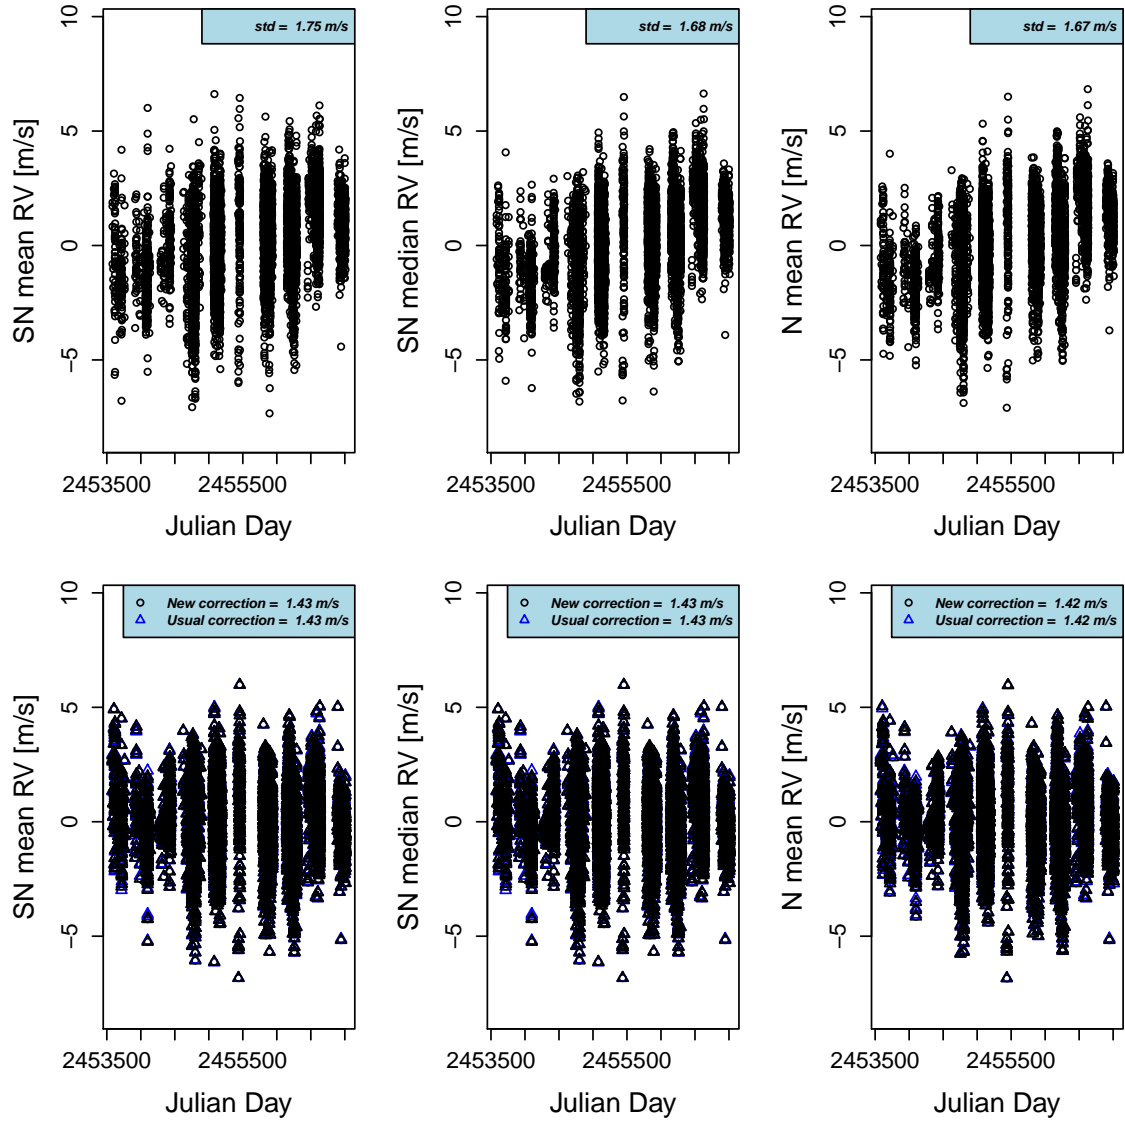 SN mean RV [m/s]
10
5
0
−5
std = 1.75 m/s
2453500
2455500
Julian Day
SN median RV [m/s]
10
5
0
−5
std = 1.68 m/s
2453500
2455500
Julian Day
N mean RV [m/s]
10
5
0
−5
std = 1.67 m/s
2453500
2455500
Julian Day
SN mean RV [m/s]
10
5
0
−5
New correction = 1.43 m/s
Usual correction = 1.43 m/s
2453500
2455500
Julian Day
SN median RV [m/s]
10
5
0
−5
New correction = 1.43 m/s
Usual correction = 1.43 m/s
2453500
2455500
Julian Day
N mean RV [m/s]
10
5
0
−5
New correction = 1.42 m/s
Usual correction = 1.42 m/s
2453500
2455500
Julian Day